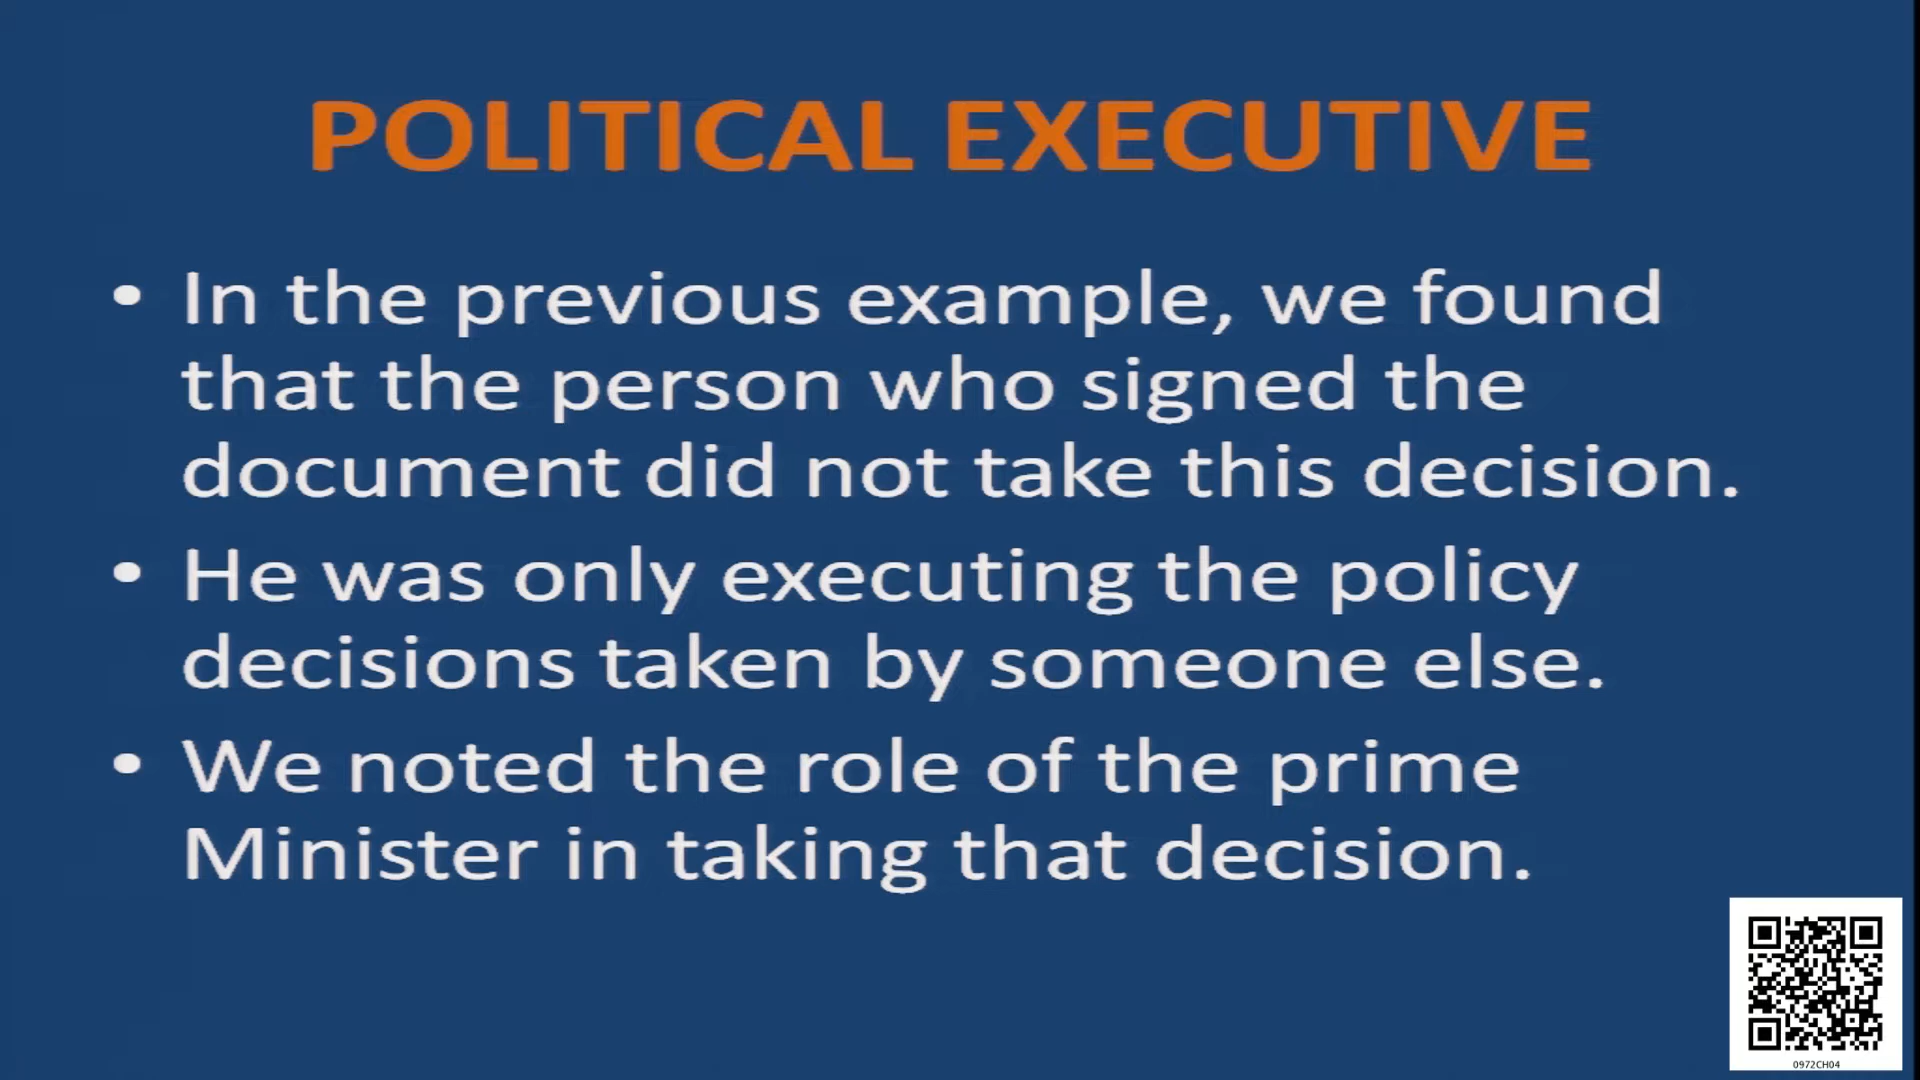 POLITICAL EXECUTIVE
• In the previous example, we found
that the person who signed the
document did not take this decision.
• He was only executing the policy
decisions taken by someone else.
• We noted the role of the prime
Minister in taking that decision.
0972CH04